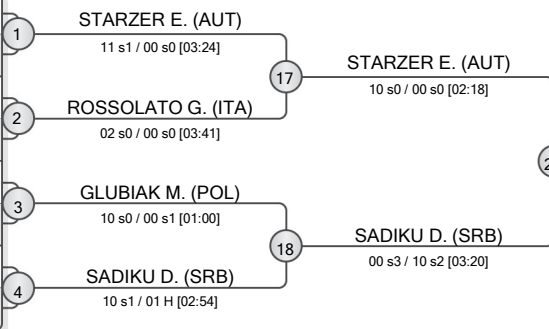 1
STARZER E. (AUT)
11 s1 / 00 s0 [03:24]
17
STARZER E. (AUT)
10 s0 / 00 s0 [02:18]
2
ROSSOLATO G. (ITA)
02 s0 / 00 s0 [03:41]
3
GLUBIAK M. (POL)
10 s0 / 00 s1 [01:00]
18
SADIKU D. (SRB)
00 s3 / 10 s2 [03:20]
4
SADIKU D. (SRB)
10 s1 / 01 H [02:54]